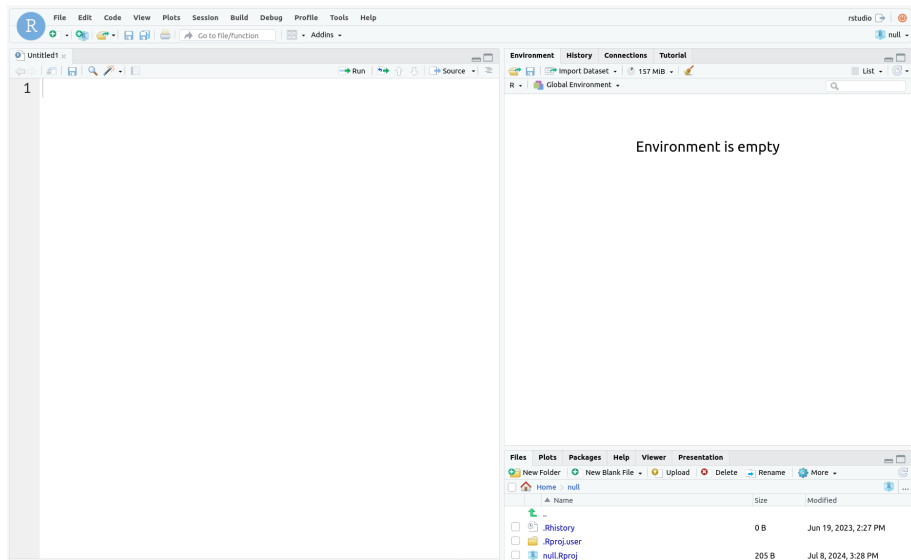 R
File Edit Code View Plots Session Build Debug Profile Tools Help
rstudio
Go to file/function
Addins
null
Untitled1
Run
Source
1
Environment History Connections Tutorial
Import Dataset
157 MiB
List
R
Global Environment
Environment is empty
Files Plots Packages Help Viewer Presentation
New Folder
New Blank File
Upload
Delete
Rename
More
Home
null
...
Name
Size
Modified
..
.Rhistory 0 B Jun 19, 2023, 2:27 PM
.Rproj.user
null.Rproj 205 B Jul 8, 2024, 3:28 PM